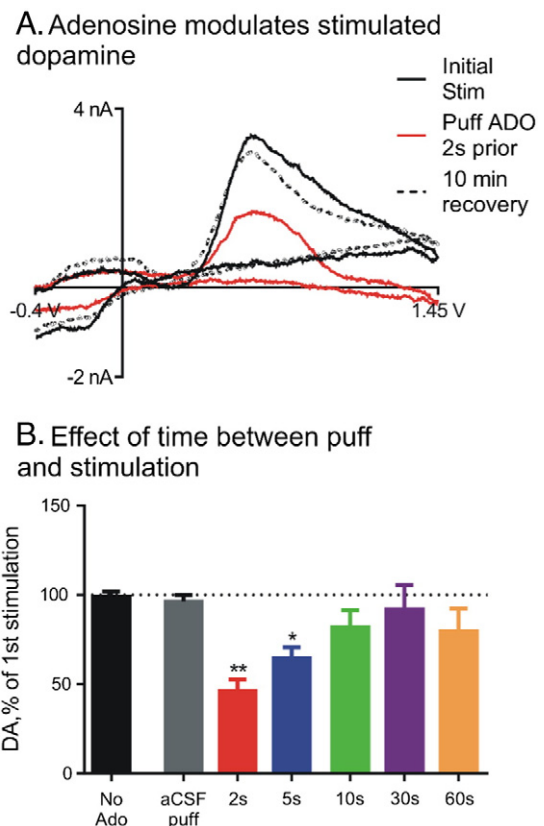 A. Adenosine modulates stimulated
dopamine
Initial
Stim
Puff ADO
2s prior
10 min
recovery
4 nA
-0.4 V
1.45 V
-2 nA
B. Effect of time between puff
and stimulation
DA,% of 1st stimulation
150
100
50
0
**
*
No
Ado
aCSF
puff
2s
5s
10s
30s
60s